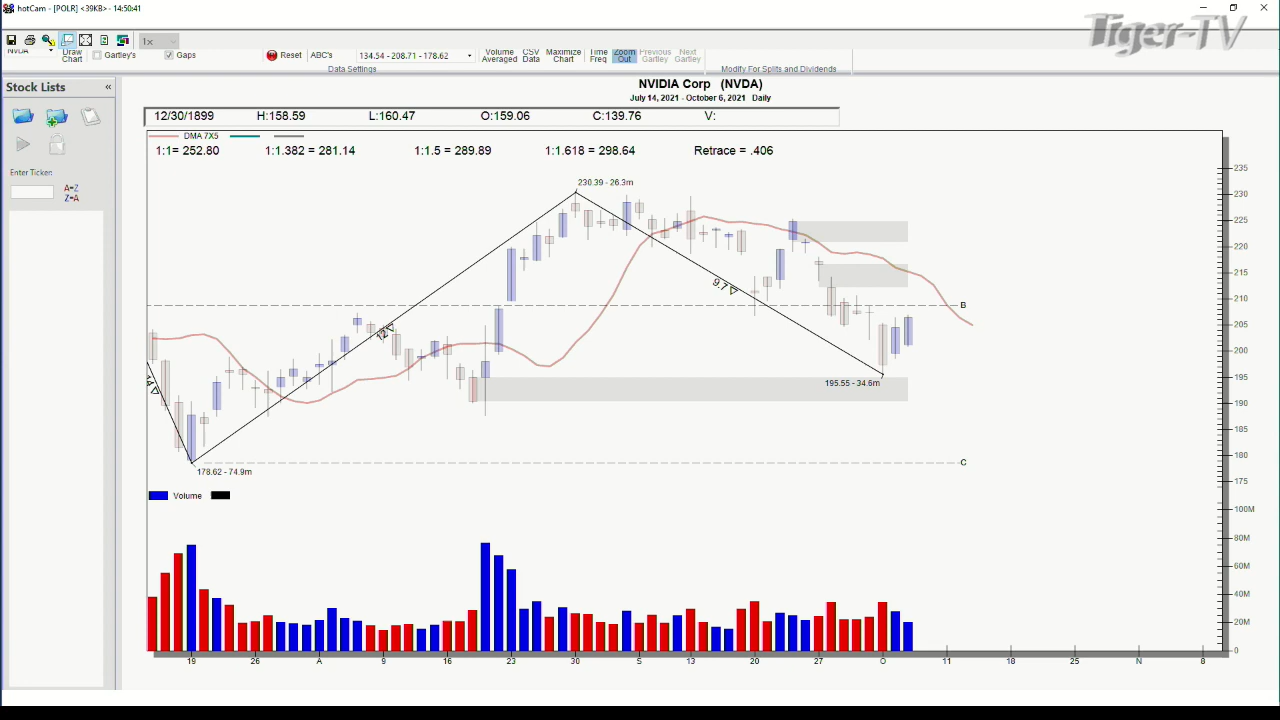 hotCam - [POLR] <39KB> - 14:50:41
Tiger-TV
1x
NVDA
Draw Chart
Gartley's
Gaps
Reset
ABC's
134.54 - 208.71 - 178.62
Volume Averaged
CSV Data
Maximize Chart
Time Freq
Zoom Out
Previous Gartley
Next Gartley
Data Settings
Modify For Splits and Dividends
Stock Lists
«
Enter Ticker:
A=Z
Z=A
NVIDIA Corp (NVDA)
July 14, 2021 - October 6, 2021 Daily
12/30/1899 H:158.59 L:160.47 O:159.06 C:139.76 V:
DMA 7X5
1:1= 252.80 1:1.382 = 281.14 1:1.5 = 289.89 1:1.618 = 298.64 Retrace = .406
230.39 - 26.3m
9.7
12
B
195.55 - 34.6m
C
178.62 - 74.9m
235
230
225
220
215
210
205
200
195
190
185
180
175
Volume
100M
80M
60M
40M
20M
0
19 26 A 9 16 23 30 S 13 20 27 O 11 18 25 N 8